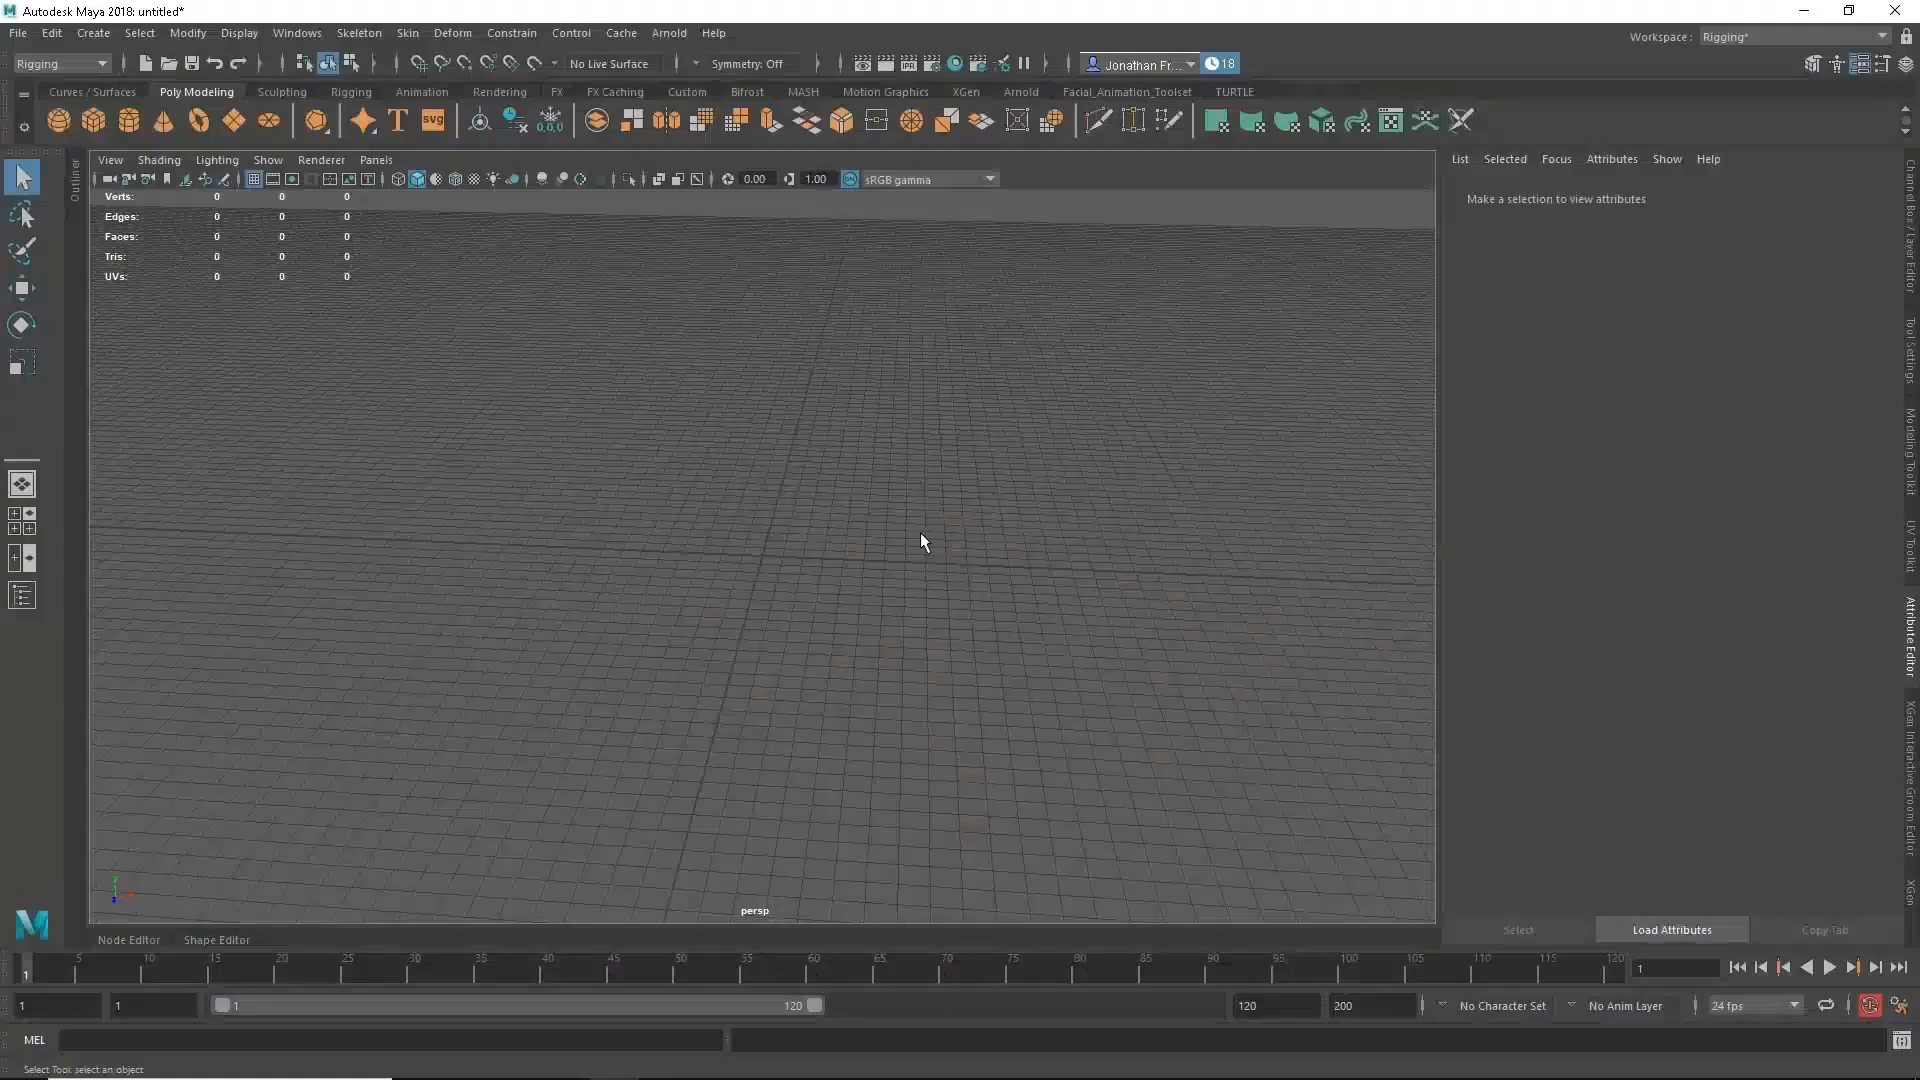 Autodesk Maya 2018: untitled*
File Edit Create Select Modify Display Windows Skeleton Skin Deform Constrain Control Cache Arnold Help
Workspace : Rigging*
Rigging No Live Surface Symmetry: Off Jonathan Fr... 18
Curves / Surfaces Poly Modeling Sculpting Rigging Animation Rendering FX FX Caching Custom Bifrost MASH Motion Graphics XGen Arnold Facial_Animation_Toolset TURTLE
T svg IPR 0,0,0
View Shading Lighting Show Renderer Panels
List Selected Focus Attributes Show Help
0.00 1.00 sRGB gamma
Make a selection to view attributes
Outliner
Verts: 0 0 0
Edges: 0 0 0
Faces: 0 0 0
Tris: 0 0 0
UVs: 0 0 0
Channel Box / Layer Editor
Tool Settings
Modeling Toolkit
UV Toolkit
Attribute Editor
XGen Interactive Groom Editor
XGen
y
z
persp
Select Load Attributes Copy Tab
Node Editor Shape Editor
5 10 15 20 25 30 35 40 45 50 55 60 65 70 75 80 85 90 95 100 105 110 115 120
1 1
1 1 1 120 120 200 No Character Set No Anim Layer 24 fps
MEL
Select Tool: select an object